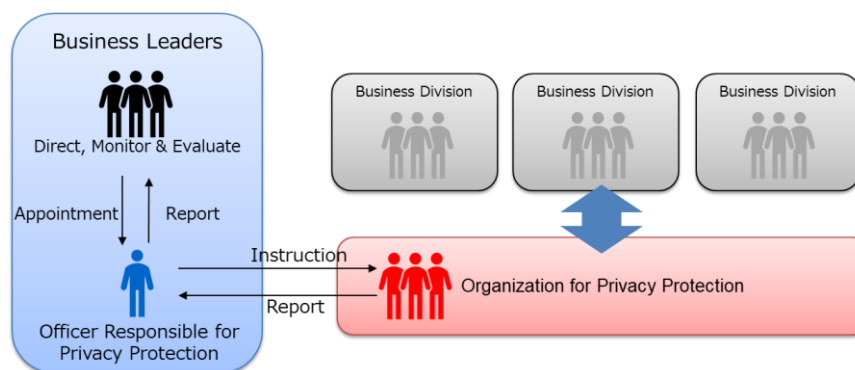 Business Leaders
Direct, Monitor & Evaluate
Appointment
Report
Officer Responsible for
Privacy Protection
Instruction
Report
Business Division
Business Division
Business Division
Organization for Privacy Protection